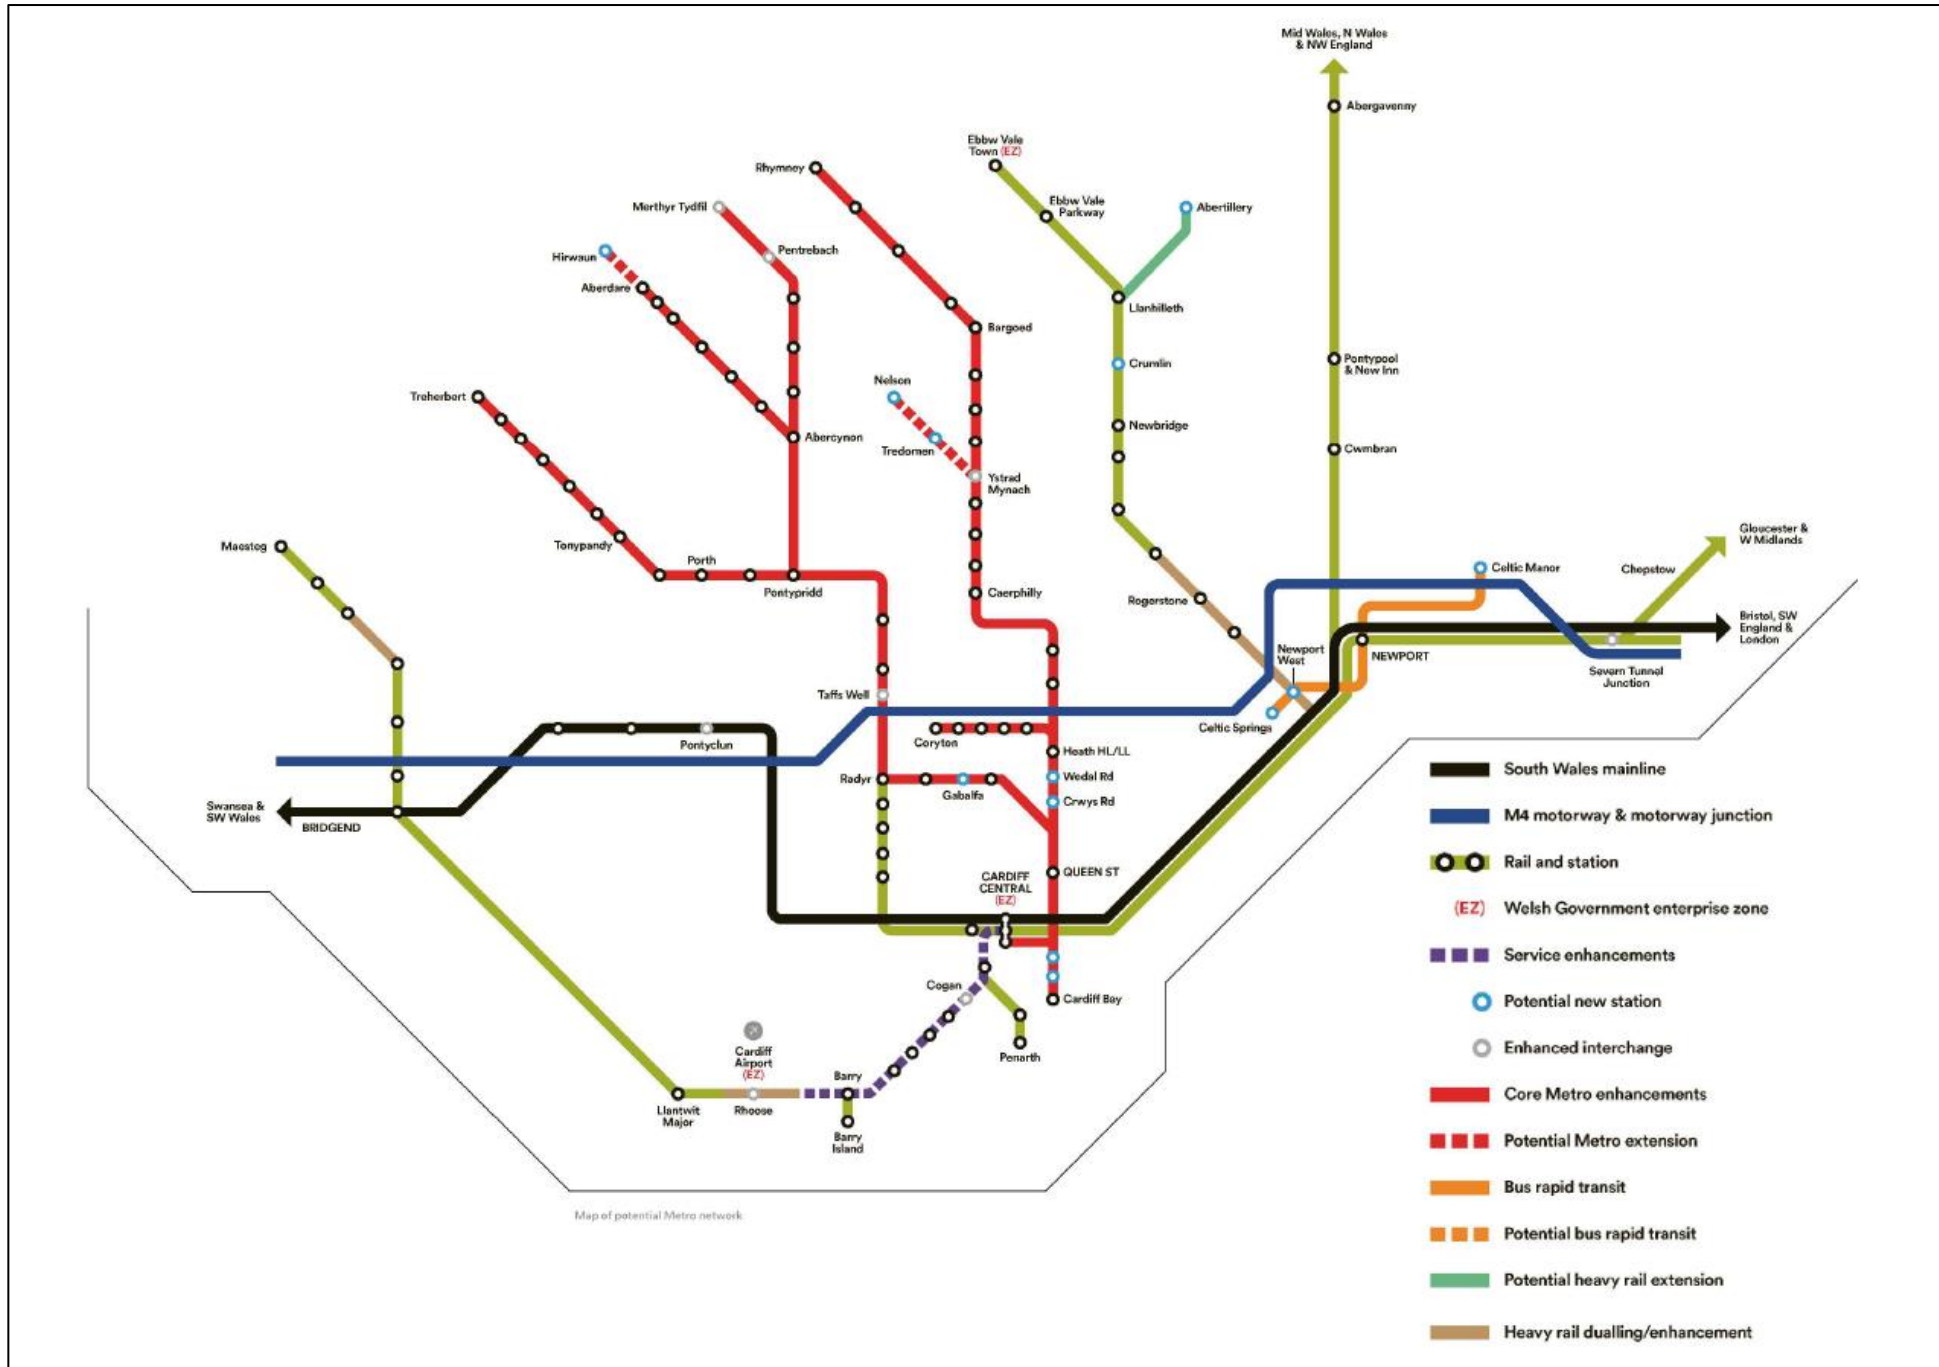 Mid Wales, N Wales
& NW England
Abergavenny
Ebbw Vale
Town (EZ)
Rhymney
Ebbw Vale
Parkway
Merthyr Tydfil
Abertillery
Pentrebach
Hirwaun
Aberdare
Llanhilleth
Bargoed
Crumlin
Pontypool
& New Inn
Nelson
Treherbert
Newbridge
Abercynon
Tredomen
Cwmbran
Ystrad
Mynach
Gloucester &
W Midlands
Maesteg
Tonypandy
Porth
Celtic Manor
Chepstow
Pontypridd
Caerphilly
Rogerstone
Bristol, SW
England &
London
Newport
West
NEWPORT
Severn Tunnel
Junction
Taffs Well
Celtic Springs
Pontyclun
Coryton
Heath HL/LL
Radyr
Wedal Rd
Gabalfa
Crwys Rd
Swansea &
SW Wales
BRIDGEND
QUEEN ST
CARDIFF
CENTRAL
(EZ)
Cogan
Cardiff Bay
Cardiff
Airport
(EZ)
Penarth
Barry
Llantwit
Major
Rhoose
Barry
Island
Map of potential Metro network
South Wales mainline
M4 motorway & motorway junction
Rail and station
(EZ) Welsh Government enterprise zone
Service enhancements
Potential new station
Enhanced interchange
Core Metro enhancements
Potential Metro extension
Bus rapid transit
Potential bus rapid transit
Potential heavy rail extension
Heavy rail dualling/enhancement